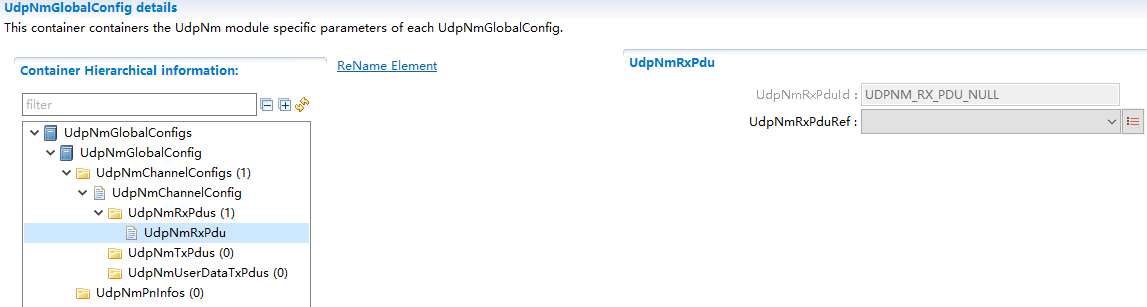 UdpNmGlobalConfig details
This container containers the UdpNm module specific parameters of each UdpNmGlobalConfig.
Container Hierarchical information:
filter
UdpNmGlobalConfigs
UdpNmGlobalConfig
UdpNmChannelConfigs (1)
UdpNmChannelConfig
UdpNmRxPdus (1)
UdpNmRxPdu
UdpNmTxPdus (0)
UdpNmUserDataTxPdus (0)
UdpNmPnInfos (0)
ReName Element
UdpNmRxPdu
UdpNmRxPduId : UDPNM_RX_PDU_NULL
UdpNmRxPduRef :